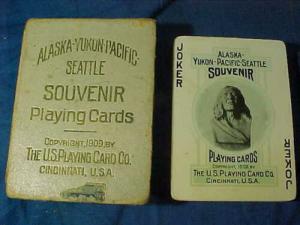 ALASKA-YUKON-PACIFIC-
SEATTLE
SOUVENIR
Playing Cards
COPYRIGHT, 1909, BY
THE U.S. PLAYING CARD CO.
CINCINNATI, U.S.A.
JOKER
ALASKA-
YUKON-PACIFIC-SEATTLE
SOUVENIR
PLAYING CARDS
COPYRIGHT, 1909, BY
THE U.S. PLAYING CARD CO.
CINCINNATI, U.S.A.
JOKER